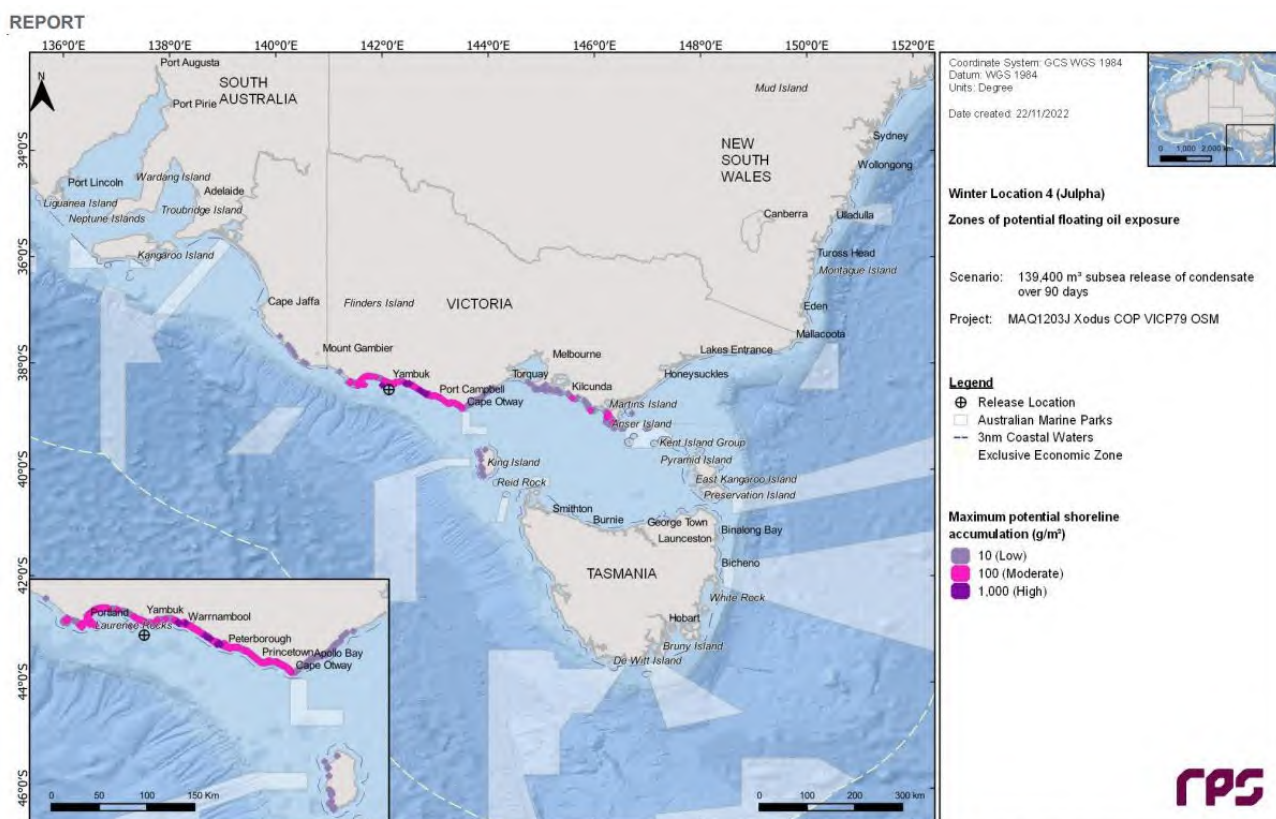 REPORT
136°0'E 138°0'E 140°0'E 142°0'E 144°0'E 146°0'E 148°0'E 150°0'E 152°0'E
34°0'S
36°0'S
38°0'S
40°0'S
42°0'S
44°0'S
46°0'S
N
Port Augusta
SOUTH
AUSTRALIA
Port Pirie
Mud Island
Sydney
NEW
SOUTH
WALES
Wollongong
Wardang Island
Port Lincoln
Adelaide
Liguanea Island
Troubridge Island
Neptune Islands
Canberra
Ulladulla
Kangaroo Island
Tuross Head
Montague Island
Cape Jaffa
Flinders Island
VICTORIA
Eden
Mallacoota
Mount Gambier
Melbourne
Lakes Entrance
Yambuk
Torquay
Honeysuckles
Port Campbell
Kilcunda
Cape Otway
Martins Island
Anser Island
Kent Island Group
King Island
Pyramid Island
Reid Rock
East Kangaroo Island
Preservation Island
Smithton
Burnie
George Town
Binalong Bay
Launceston
Bicheno
TASMANIA
White Rock
Hobart
Bruny Island
De Witt Island
Portland
Yambuk
Laurence Rocks
Warrnambool
Peterborough
Princetown
Apollo Bay
Cape Otway
0 50 100 150 Km
0 100 200 300 km
Coordinate System: GCS WGS 1984
Datum: WGS 1984
Units: Degree
Date created: 22/11/2022
0 1,000 2,000 km
Winter Location 4 (Julpha)
Zones of potential floating oil exposure
Scenario: 139,400 m³ subsea release of condensate
over 90 days
Project: MAQ1203J Xodus COP VICP79 OSM
Legend
Release Location
Australian Marine Parks
3nm Coastal Waters
Exclusive Economic Zone
Maximum potential shoreline
accumulation (g/m²)
10 (Low)
100 (Moderate)
1,000 (High)
rps